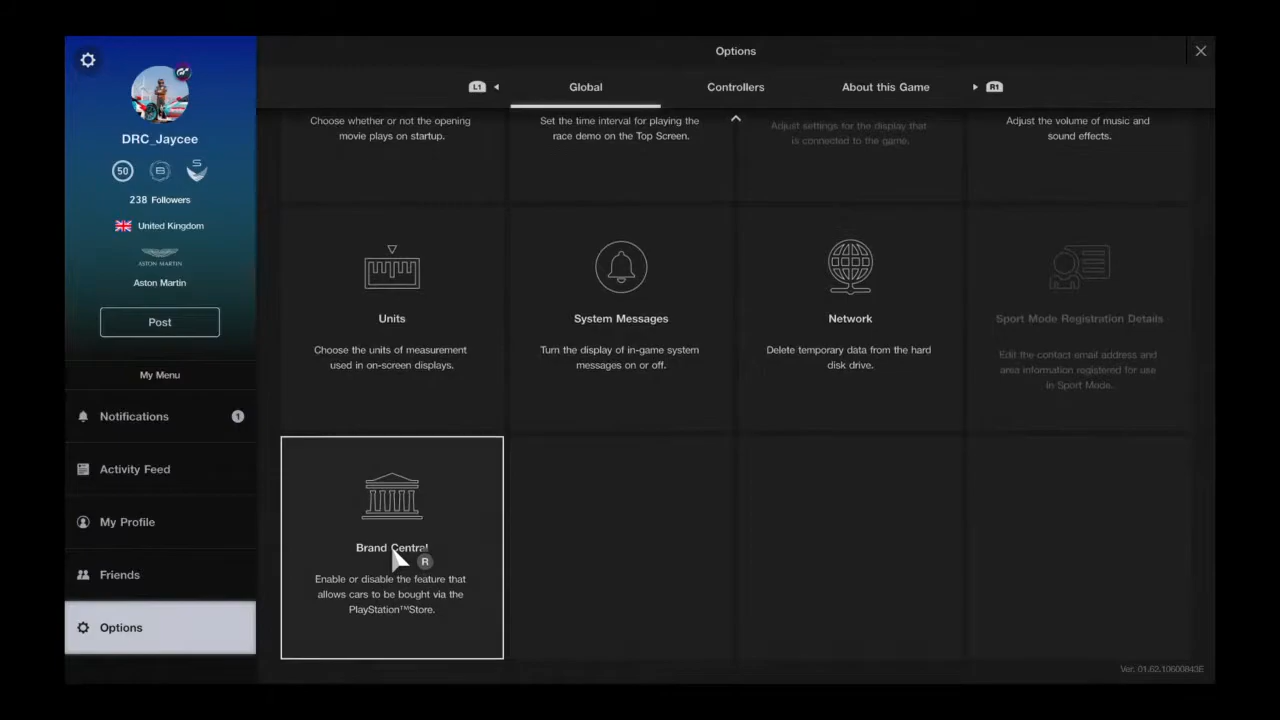 Options
L1
Global
Controllers
About this Game
R1
DRC_Jaycee
50
B
S
238 Followers
United Kingdom
ASTON MARTIN
Aston Martin
Post
My Menu
Notifications
1
Activity Feed
My Profile
Friends
Options
Choose whether or not the opening
movie plays on startup.
Set the time interval for playing the
race demo on the Top Screen.
Adjust settings for the display that
is connected to the game.
Adjust the volume of music and
sound effects.
Units
Choose the units of measurement
used in on-screen displays.
System Messages
Turn the display of in-game system
messages on or off.
Network
Delete temporary data from the hard
disk drive.
Sport Mode Registration Details
Edit the contact email address and
area information registered for use
in Sport Mode.
Brand Central
R
Enable or disable the feature that
allows cars to be bought via the
PlayStation™Store.
Ver. 01.62.10600843E